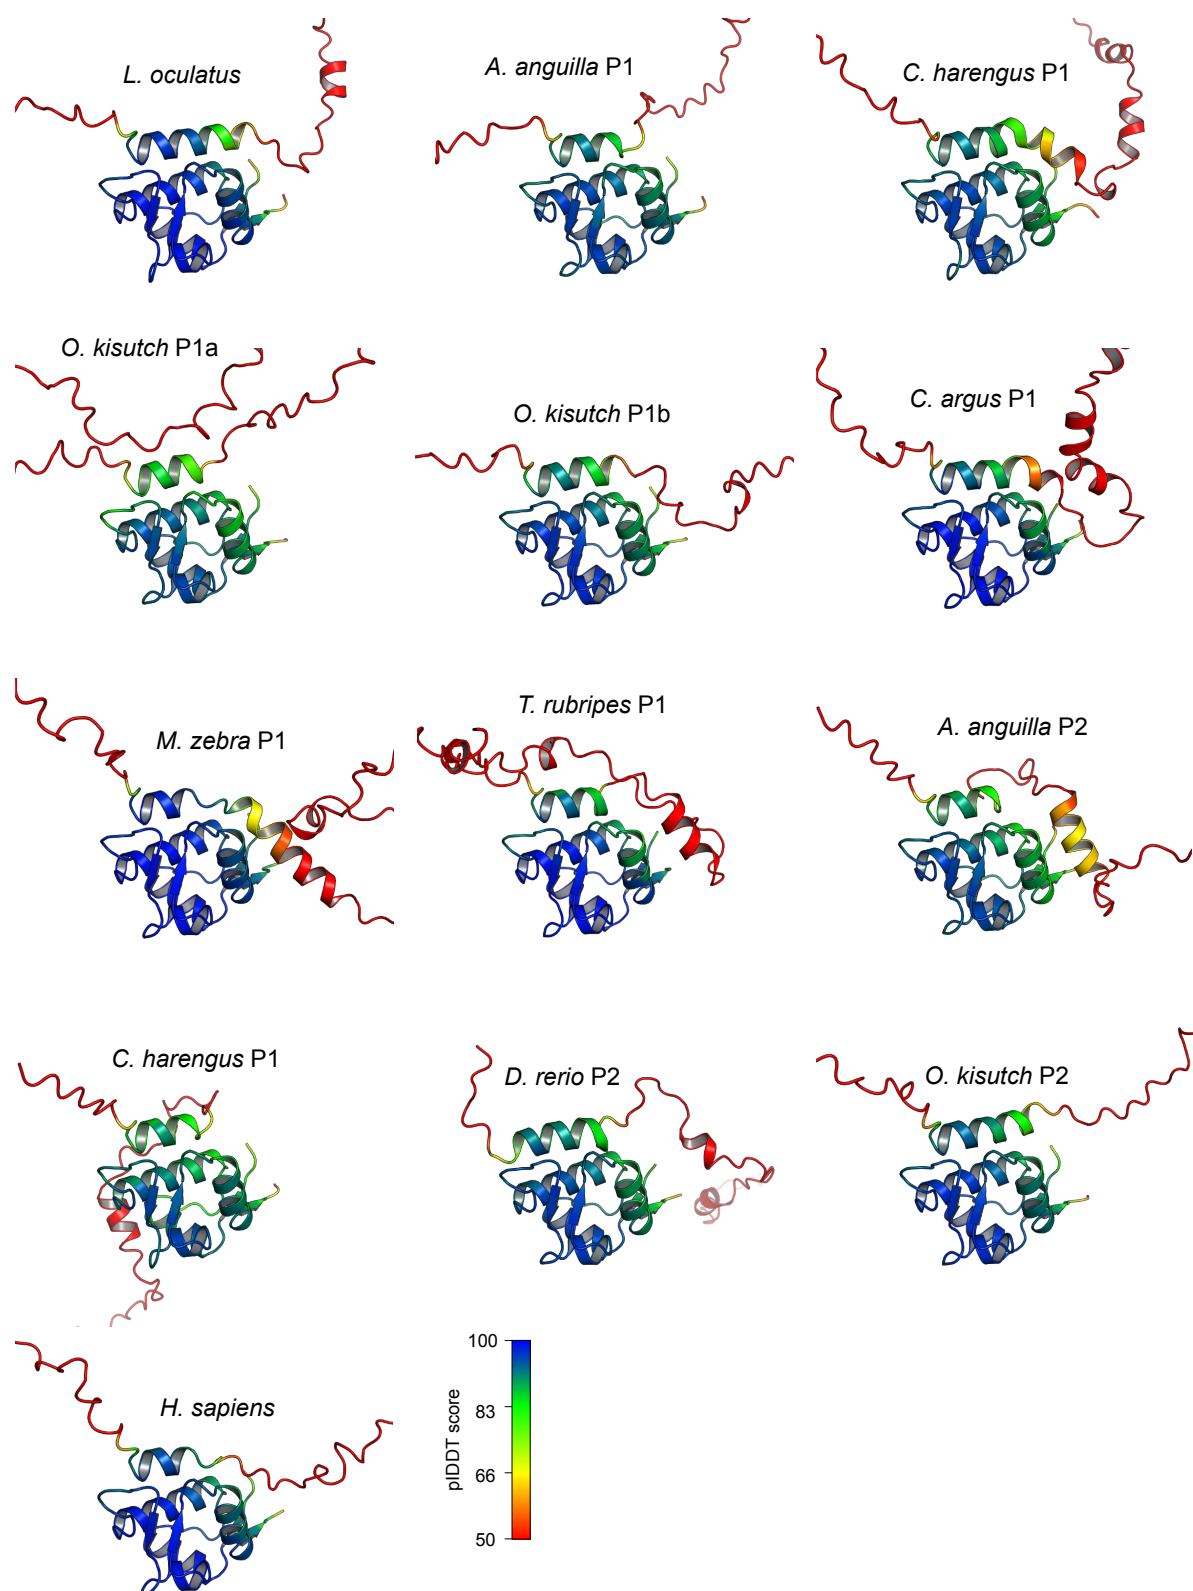 L. oculatus
A. anguilla P1
C. harengus P1
O. kisutch P1a
O. kisutch P1b
C. argus P1
M. zebra P1
T. rubripes P1
A. anguilla P2
C. harengus P1
D. rerio P2
O. kisutch P2
H. sapiens
100
83
66
50
plDDT score